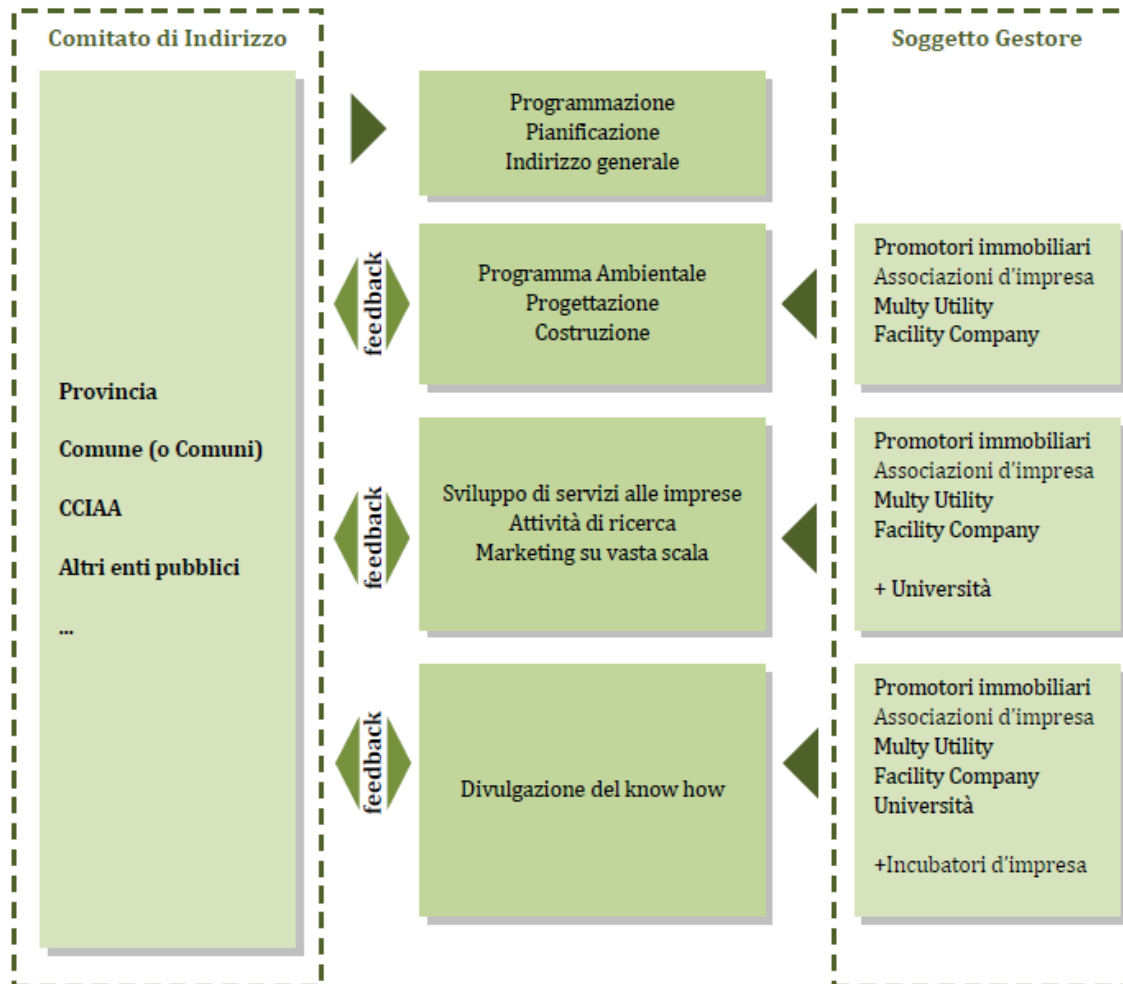 Comitato di Indirizzo
Provincia
Comune (o Comuni)
CCIAA
Altri enti pubblici
...
Programmazione
Pianificazione
Indirizzo generale
feedback
Programma Ambientale
Progettazione
Costruzione
feedback
Sviluppo di servizi alle imprese
Attività di ricerca
Marketing su vasta scala
feedback
Divulgazione del know how
Soggetto Gestore
Promotori immobiliari
Associazioni d'impresa
Multy Utility
Facility Company
Promotori immobiliari
Associazioni d'impresa
Multy Utility
Facility Company
+ Università
Promotori immobiliari
Associazioni d'impresa
Multy Utility
Facility Company
Università
+Incubatori d'impresa